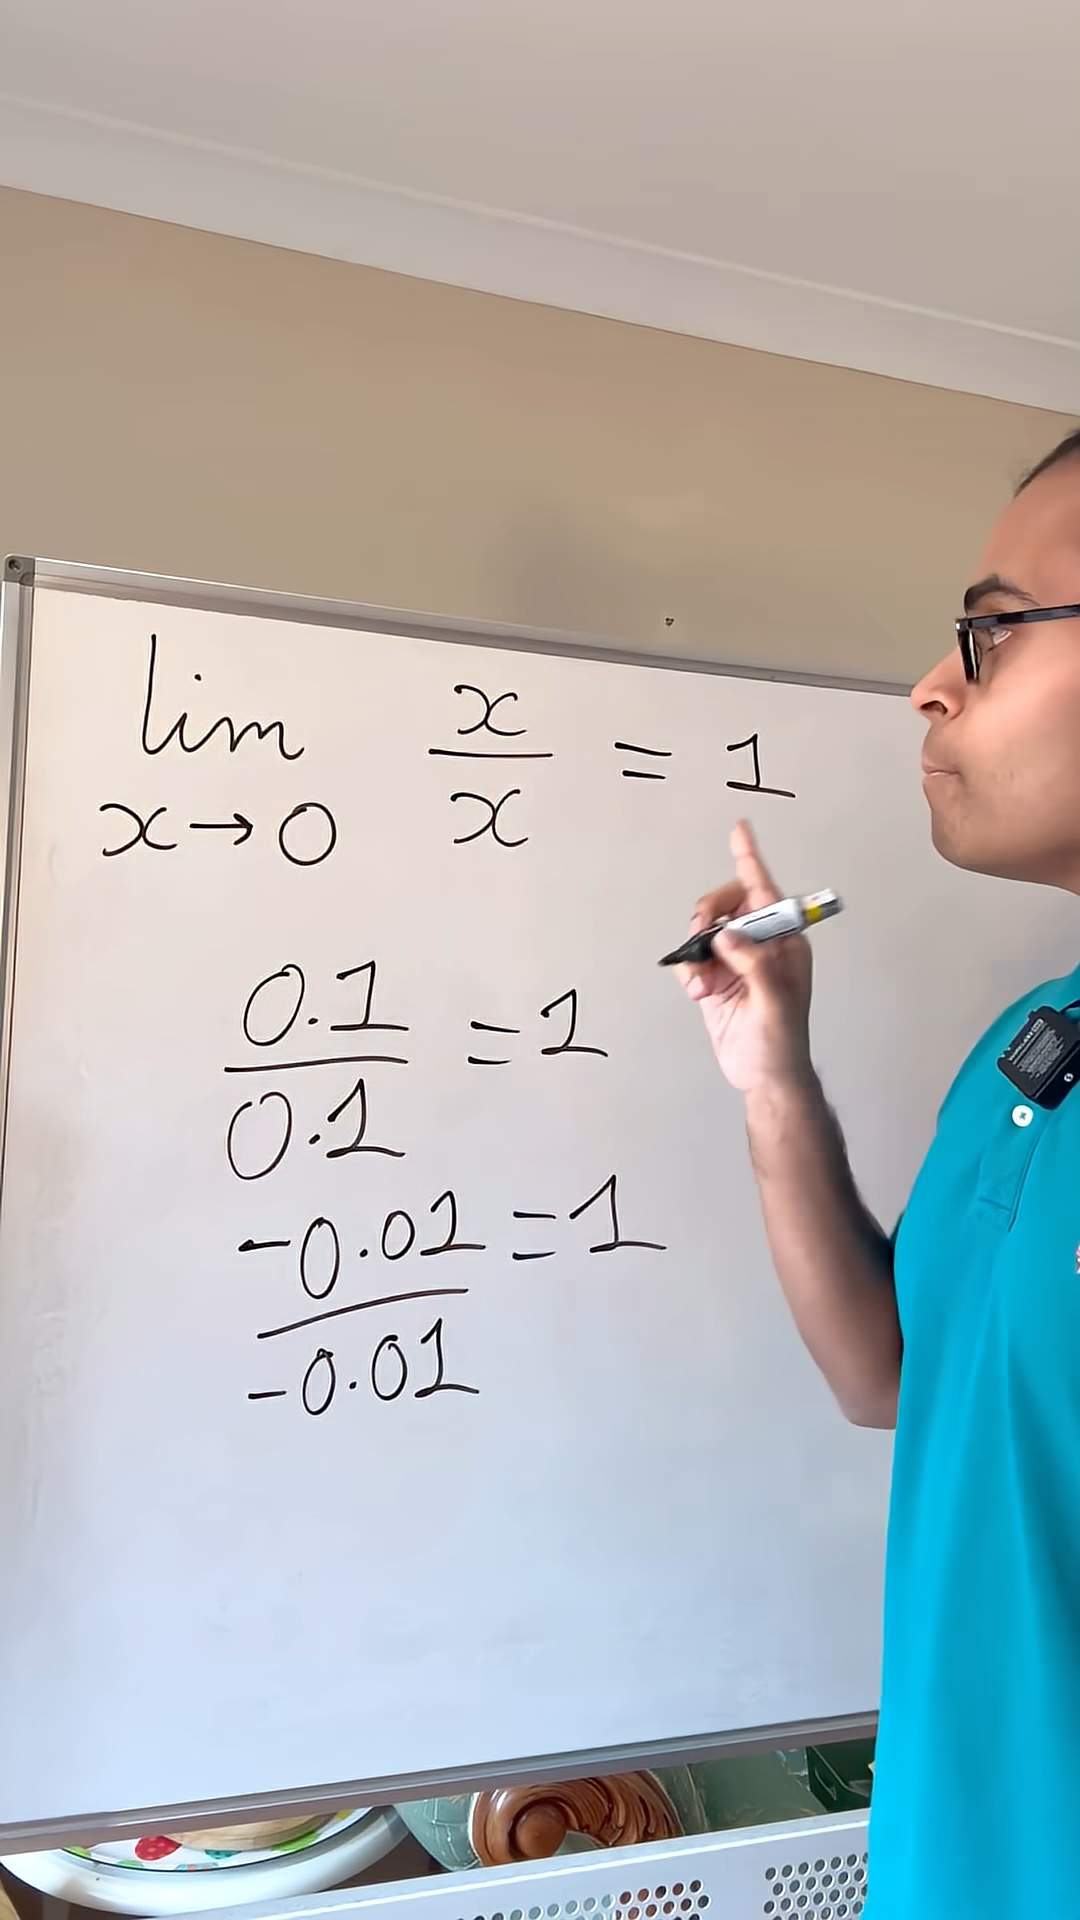 lim x/x = 1
x→0
0.1/0.1 = 1
-0.01/-0.01 = 1